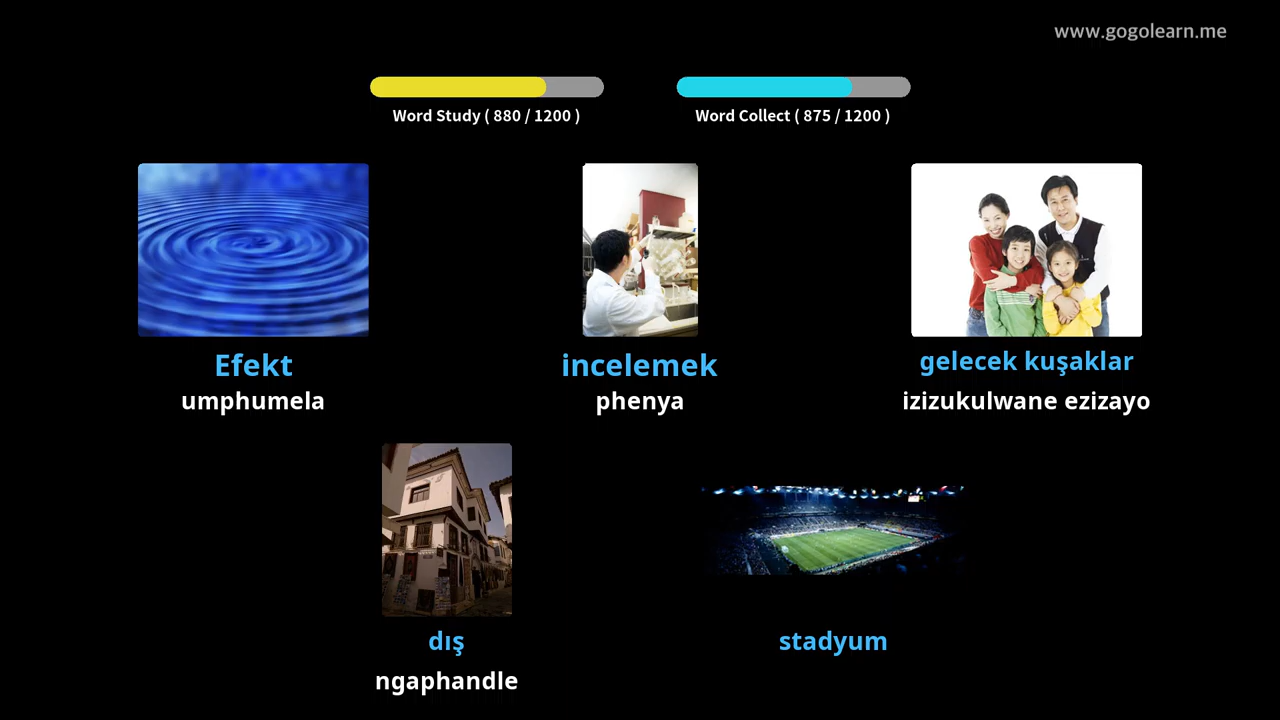 www.gogolearn.me
Word Study ( 880 / 1200 )
Word Collect ( 875 / 1200 )
Efekt
umphumela
incelemek
phenya
gelecek kuşaklar
izizukulwane ezizayo
dış
ngaphandle
stadyum